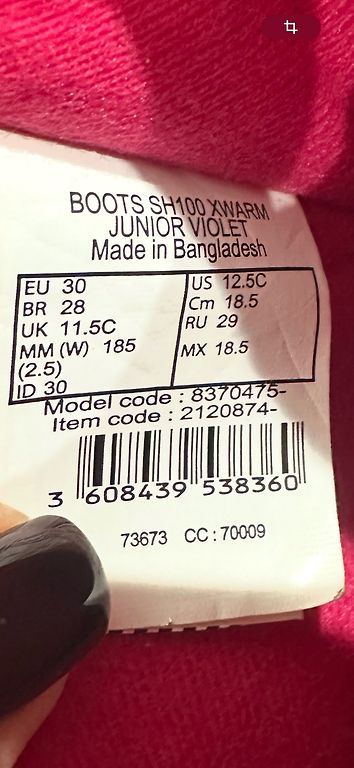 BOOTS SH100 XWARM
JUNIOR VIOLET
Made in Bangladesh
EU 30
BR 28
UK 11.5C
MM (W) 185
(2.5)
ID 30
US 12.5C
Cm 18.5
RU 29
MX 18.5
Model code : 8370475-
Item code : 2120874-
3 608439 538360
73673 CC : 70009